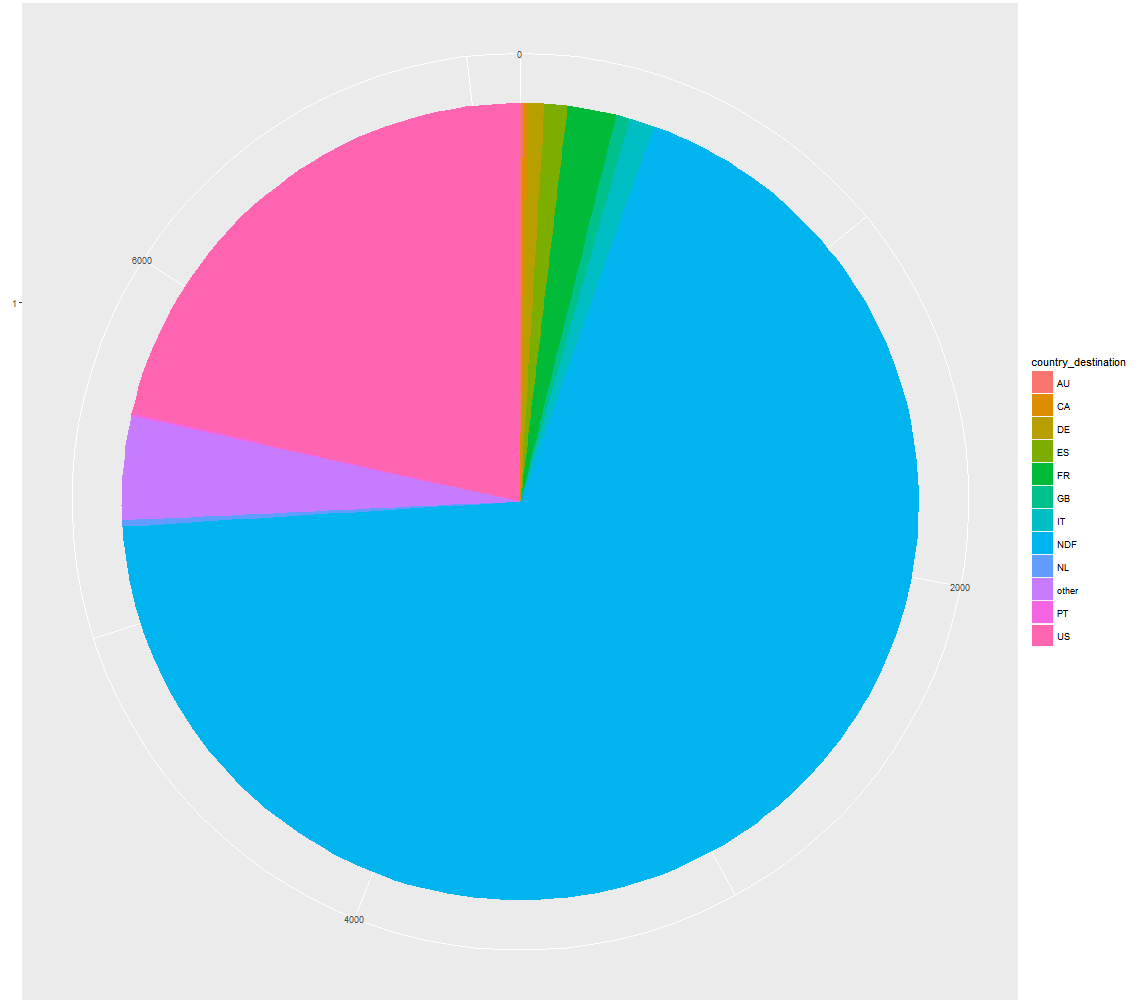 0
6000
1
2000
4000
country_destination
AU
CA
DE
ES
FR
GB
IT
NDF
NL
other
PT
US